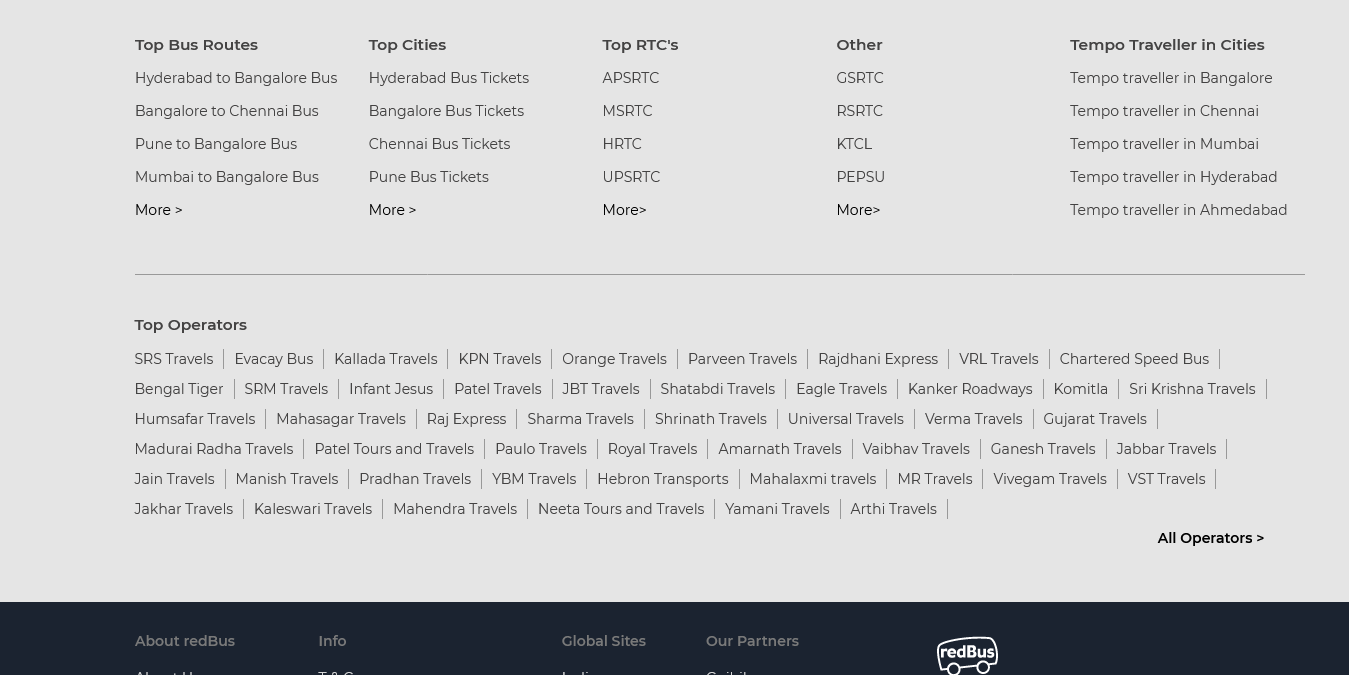 Top Bus Routes
Hyderabad to Bangalore Bus
Bangalore to Chennai Bus
Pune to Bangalore Bus
Mumbai to Bangalore Bus
More >
Top Cities
Hyderabad Bus Tickets
Bangalore Bus Tickets
Chennai Bus Tickets
Pune Bus Tickets
More >
Top RTC's
APSRTC
MSRTC
HRTC
UPSRTC
More>
Other
GSRTC
RSRTC
KTCL
PEPSU
More>
Tempo Traveller in Cities
Tempo traveller in Bangalore
Tempo traveller in Chennai
Tempo traveller in Mumbai
Tempo traveller in Hyderabad
Tempo traveller in Ahmedabad
Top Operators
SRS Travels Evacay Bus Kallada Travels KPN Travels Orange Travels Parveen Travels Rajdhani Express VRL Travels Chartered Speed Bus
Bengal Tiger SRM Travels Infant Jesus Patel Travels JBT Travels Shatabdi Travels Eagle Travels Kanker Roadways Komitla Sri Krishna Travels
Humsafar Travels Mahasagar Travels Raj Express Sharma Travels Shrinath Travels Universal Travels Verma Travels Gujarat Travels
Madurai Radha Travels Patel Tours and Travels Paulo Travels Royal Travels Amarnath Travels Vaibhav Travels Ganesh Travels Jabbar Travels
Jain Travels Manish Travels Pradhan Travels YBM Travels Hebron Transports Mahalaxmi travels MR Travels Vivegam Travels VST Travels
Jakhar Travels Kaleswari Travels Mahendra Travels Neeta Tours and Travels Yamani Travels Arthi Travels
All Operators >
About redBus
Info
Global Sites
Our Partners
redBus